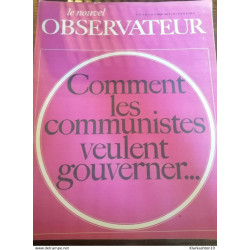 le nouvel
OBSERVATEUR
Comment
les
communistes
veulent
gouverner...